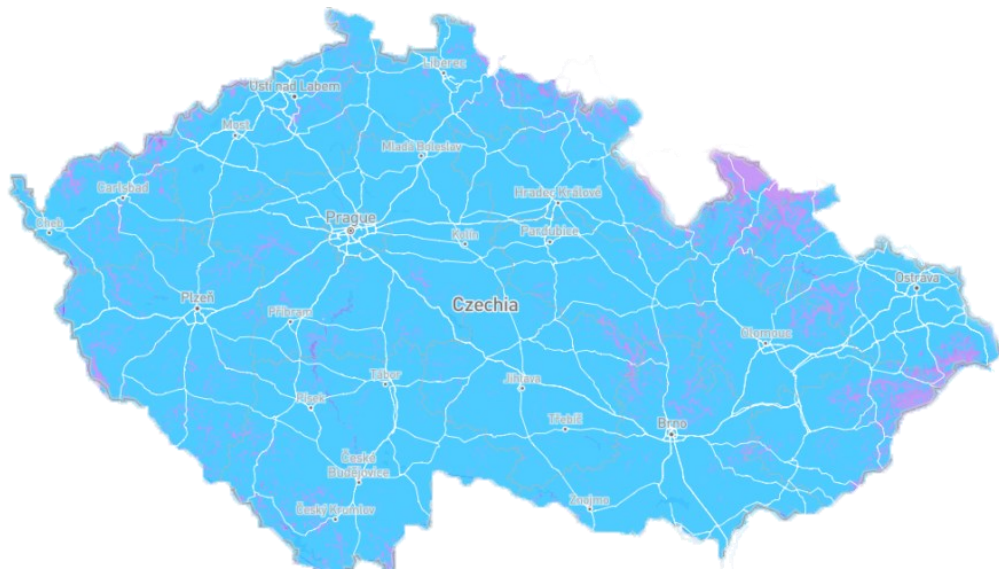 Liberec
Ústí nad Labem
Most
Mladá Boleslav
Carlsbad
Hradec Králové
Cheb
Prague
Kolín
Pardubice
Ostrava
Plzeň
Czechia
Příbram
Olomouc
Tábor
Jihlava
Písek
Třebíč
Brno
České
Budějovice
Znojmo
Český Krumlov